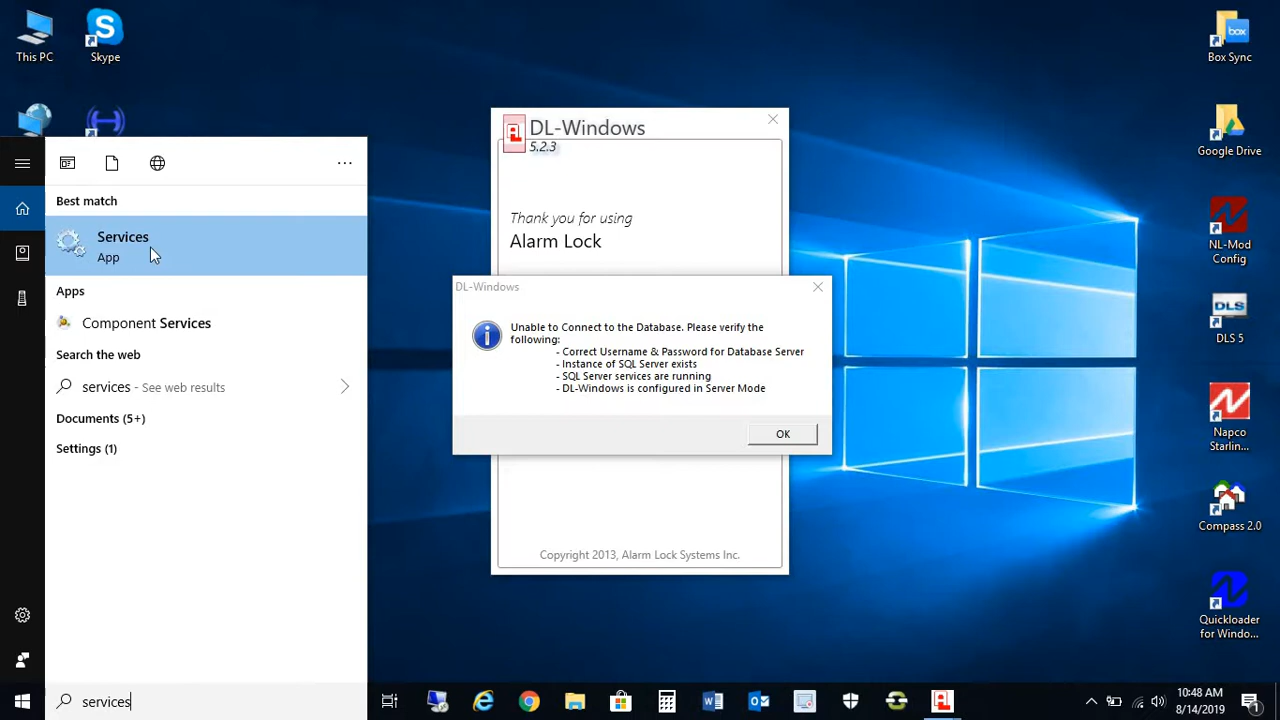 This PC
Skype
Box Sync
Google Drive
NL-Mod
Config
DLS
DLS 5
Napco
Starlin...
Compass 2.0
Quickloader
for Windo...
Best match
Services
App
Apps
Component Services
Search the web
services - See web results
Documents (5+)
Settings (1)
services
DL-Windows
5.2.3
Thank you for using
Alarm Lock
DL-Windows
Unable to Connect to the Database. Please verify the
following:
- Correct Username & Password for Database Server
- Instance of SQL Server exists
- SQL Server services are running
- DL-Windows is configured in Server Mode
OK
Copyright 2013, Alarm Lock Systems Inc.
10:48 AM
8/14/2019
1
box